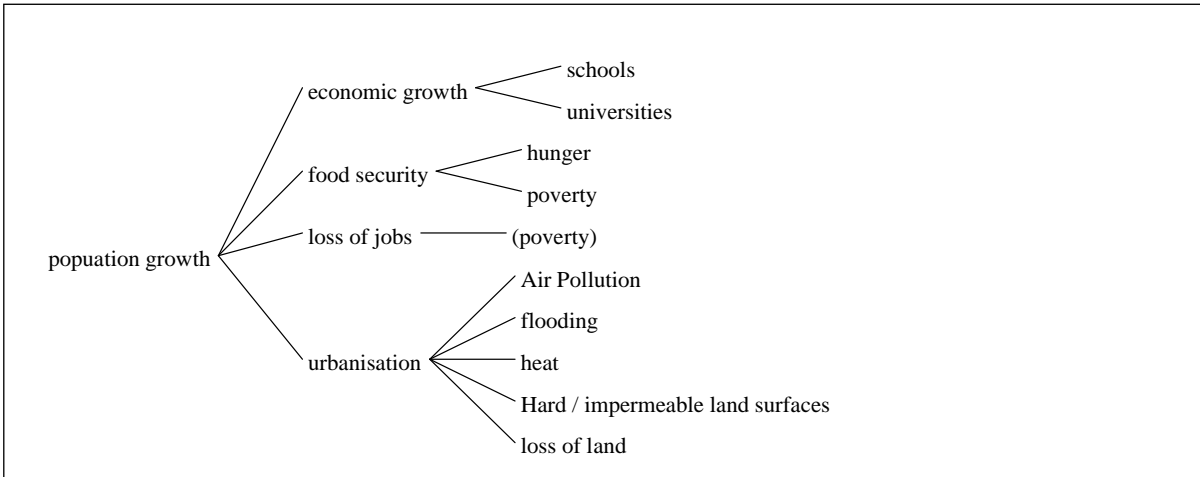 schools
economic growth
universities
hunger
food security
poverty
loss of jobs
(poverty)
popuation growth
Air Pollution
flooding
urbanisation
heat
Hard / impermeable land surfaces
loss of land